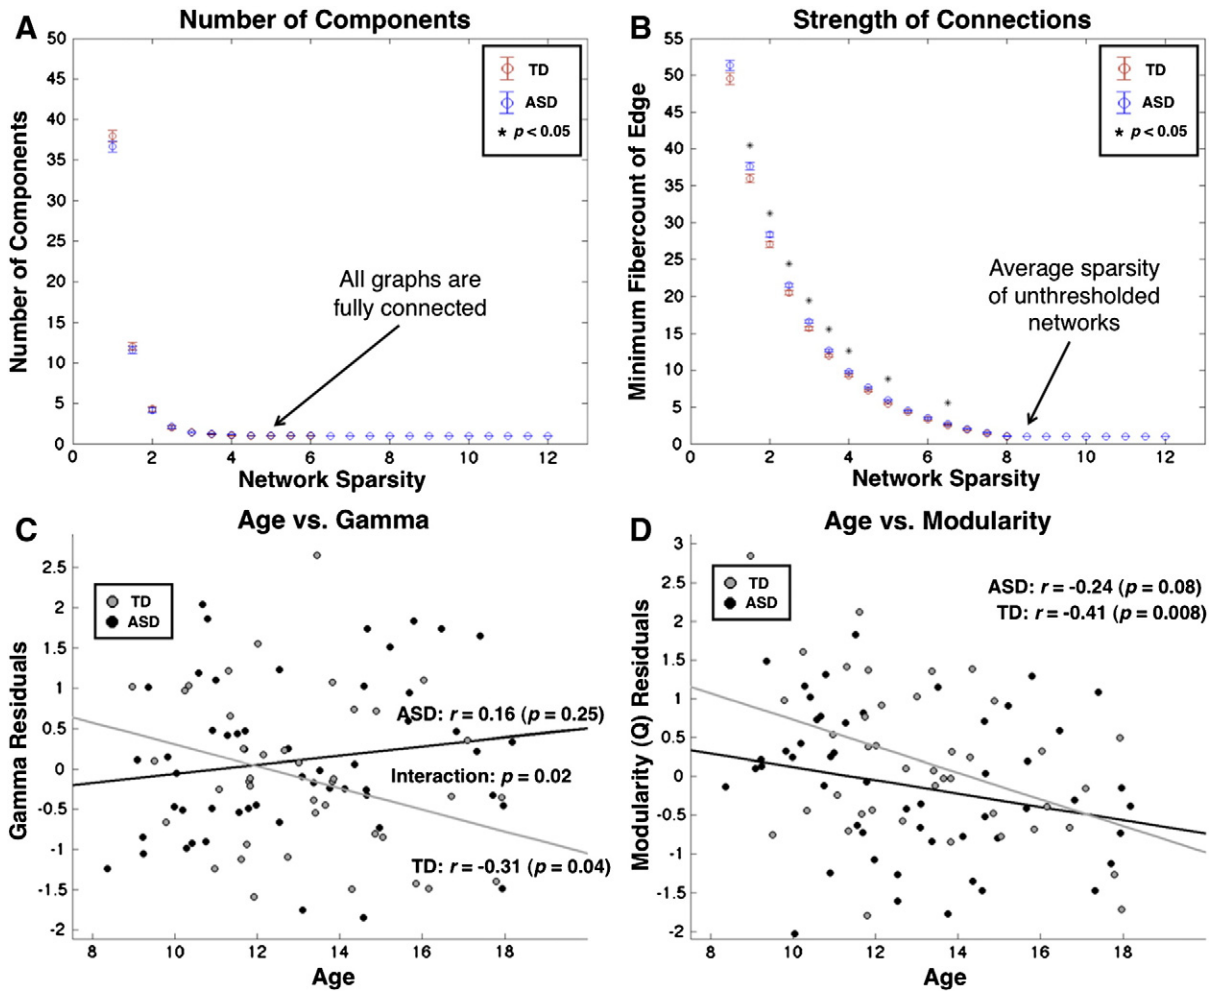 A
Number of Components
50
45
40
35
30
25
20
15
10
5
0
Number of Components
TD
ASD
* p < 0.05
All graphs are
fully connected
0 2 4 6 8 10 12
Network Sparsity
B
Strength of Connections
55
50
45
40
35
30
25
20
15
10
5
0
Minimum Fibercount of Edge
TD
ASD
* p < 0.05
Average sparsity
of unthresholded
networks
0 2 4 6 8 10 12
Network Sparsity
C
Age vs. Gamma
2.5
2
1.5
1
0.5
0
-0.5
-1
-1.5
-2
Gamma Residuals
TD
ASD
ASD: r = 0.16 (p = 0.25)
Interaction: p = 0.02
TD: r = -0.31 (p = 0.04)
8 10 12 14 16 18
Age
D
Age vs. Modularity
3
2.5
2
1.5
1
0.5
0
-0.5
-1
-1.5
-2
Modularity (Q) Residuals
TD
ASD
ASD: r = -0.24 (p = 0.08)
TD: r = -0.41 (p = 0.008)
8 10 12 14 16 18
Age